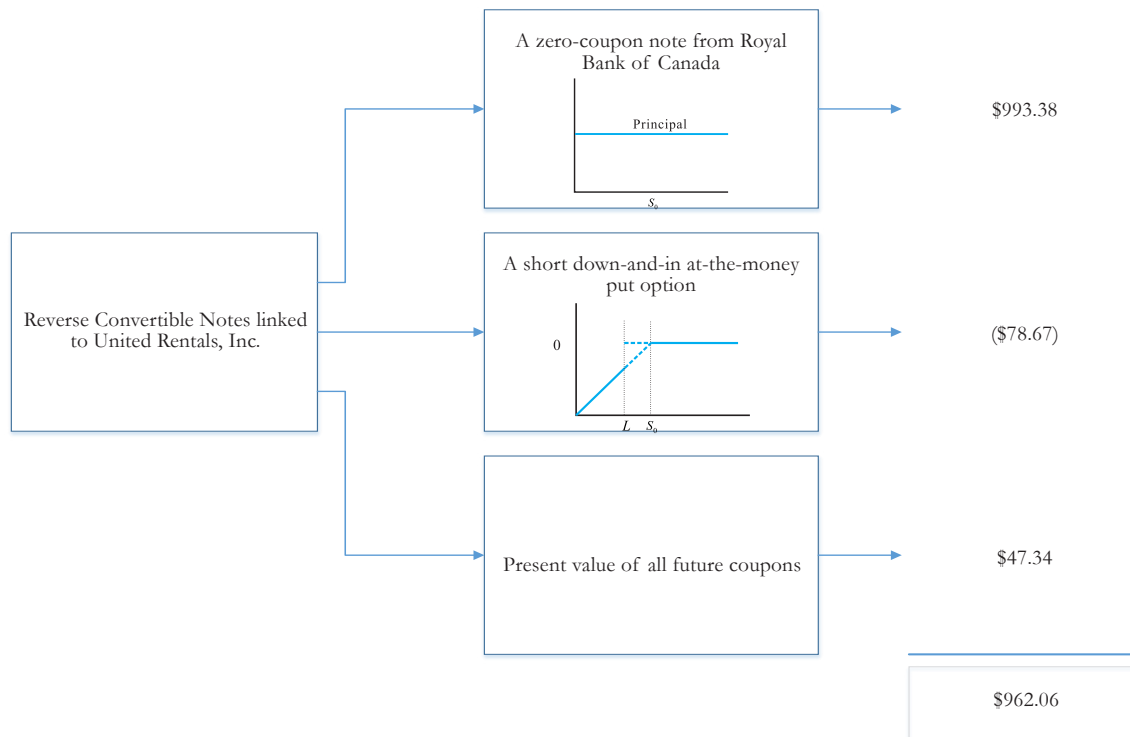 A zero-coupon note from Royal
Bank of Canada
Principal
S₀
$993.38
Reverse Convertible Notes linked
to United Rentals, Inc.
A short down-and-in at-the-money
put option
0
L S₀
($78.67)
Present value of all future coupons
$47.34
$962.06